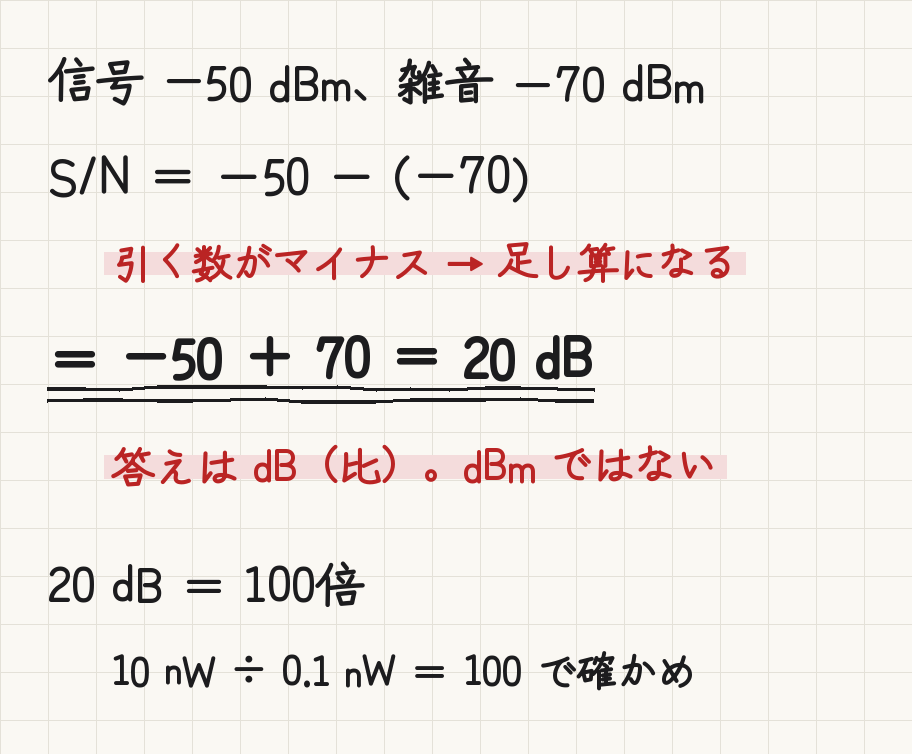 信号 −50 dBm、雑音 −70 dBm
S/N = −50 − (−70)
引く数がマイナス → 足し算になる
= −50 + 70 = 20 dB
答えは dB（比）。dBm ではない
20 dB = 100倍
10 nW ÷ 0.1 nW = 100 で確かめ